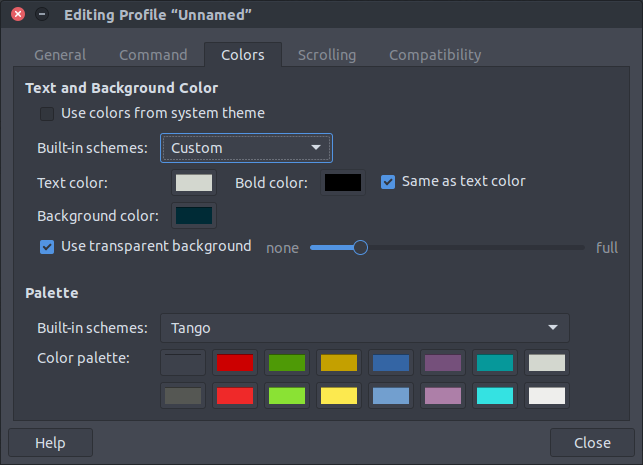 Editing Profile “Unnamed”
General Command Colors Scrolling Compatibility
Text and Background Color
Use colors from system theme
Built-in schemes: Custom
Text color: Bold color: Same as text color
Background color:
Use transparent background none full
Palette
Built-in schemes: Tango
Color palette:
Help Close